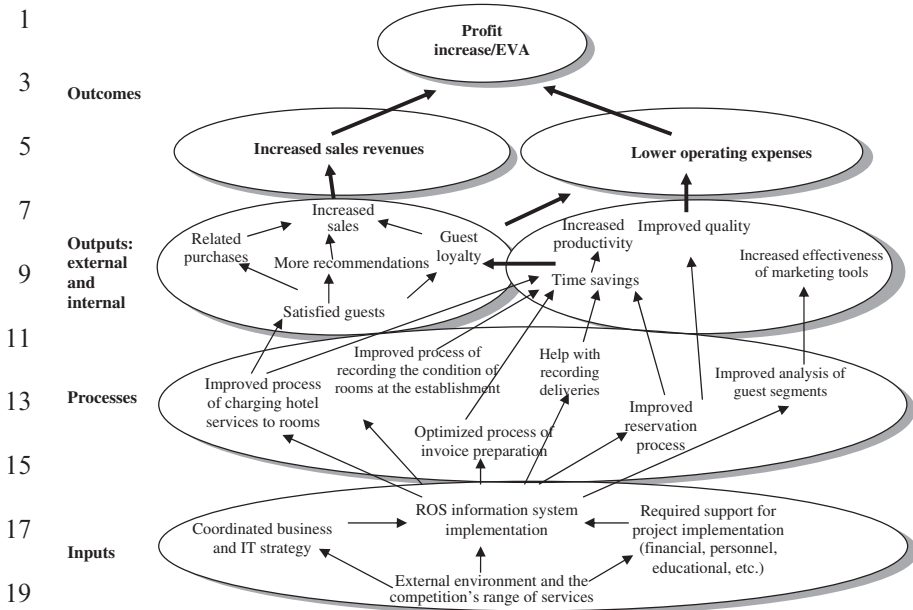 1
Profit
increase/EVA
3
Outcomes
5
Increased sales revenues
Lower operating expenses
7
Increased
sales
Increased
productivity
Improved quality
Outputs:
external
and
internal
Related
purchases
Guest
loyalty
9
More recommendations
Time savings
Increased effectiveness
of marketing tools
Satisfied guests
11
Improved process of
recording the condition of
rooms at the establishment
Help with
recording
deliveries
Improved analysis of
guest segments
13
Processes
Improved process
of charging hotel
services to rooms
Optimized process of
invoice preparation
Improved
reservation
process
15
ROS information system
implementation
17
Inputs
Coordinated business
and IT strategy
Required support for
project implementation
(financial, personnel,
educational, etc.)
External environment and the
competition's range of services
19